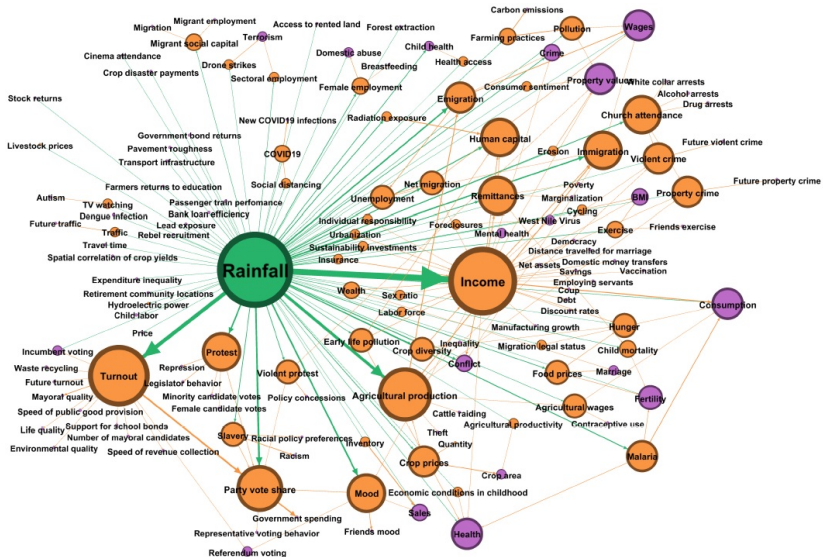 Carbon emissions
Migrant employment
Migration
Access to rented land
Forest extraction
Farming practices
Pollution
Wages
Migrant social capital
Terrorism
Child health
Crime
Cinema attendance
Drone strikes
Domestic abuse
Health access
Crop disaster payments
Sectoral employment
Breastfeeding
Property values
White collar arrests
Female employment
Consumer sentiment
Alcohol arrests
Stock returns
Emigration
Drug arrests
Church attendance
New COVID19 infections
Radiation exposure
Government bond returns
Human capital
Future violent crime
Livestock prices
Pavement roughness
COVID19
Erosion
Immigration
Violent crime
Transport infrastructure
Farmers returns to education
Social distancing
Net migration
Poverty
Future property crime
Autism
TV watching
Passenger train perfomance
Unemployment
Remittances
Marginalization
BMI
Property crime
Dengue infection
Bank loan efficiency
Cycling
Future traffic
Lead exposure
Individual responsibility
West Nile Virus
Traffic
Rebel recruitment
Urbanization
Foreclosures
Mental health
Exercise
Friends exercise
Travel time
Sustainability investments
Democracy
Spatial correlation of crop yields
Insurance
Distance travelled for marriage
Rainfall
Net assets
Domestic money transfers
Savings
Vaccination
Expenditure inequality
Income
Employing servants
Retirement community locations
Wealth
Sex ratio
Coup
Hydroelectric power
Debt
Consumption
Child labor
Labor force
Discount rates
Price
Manufacturing growth
Hunger
Incumbent voting
Protest
Early life pollution
Inequality
Migration legal status
Child mortality
Crop diversity
Waste recycling
Repression
Violent protest
Conflict
Food prices
Marriage
Future turnout
Turnout
Legislator behavior
Mayoral quality
Minority candidate votes
Policy concessions
Agricultural production
Fertility
Speed of public good provision
Female candidate votes
Cattle raiding
Agricultural wages
Life quality
Support for school bonds
Agricultural productivity
Contraceptive use
Number of mayoral candidates
Slavery
Racial policy preferences
Theft
Environmental quality
Inventory
Quantity
Speed of revenue collection
Racism
Crop prices
Malaria
Crop area
Party vote share
Mood
Economic conditions in childhood
Government spending
Sales
Representative voting behavior
Friends mood
Health
Referendum voting